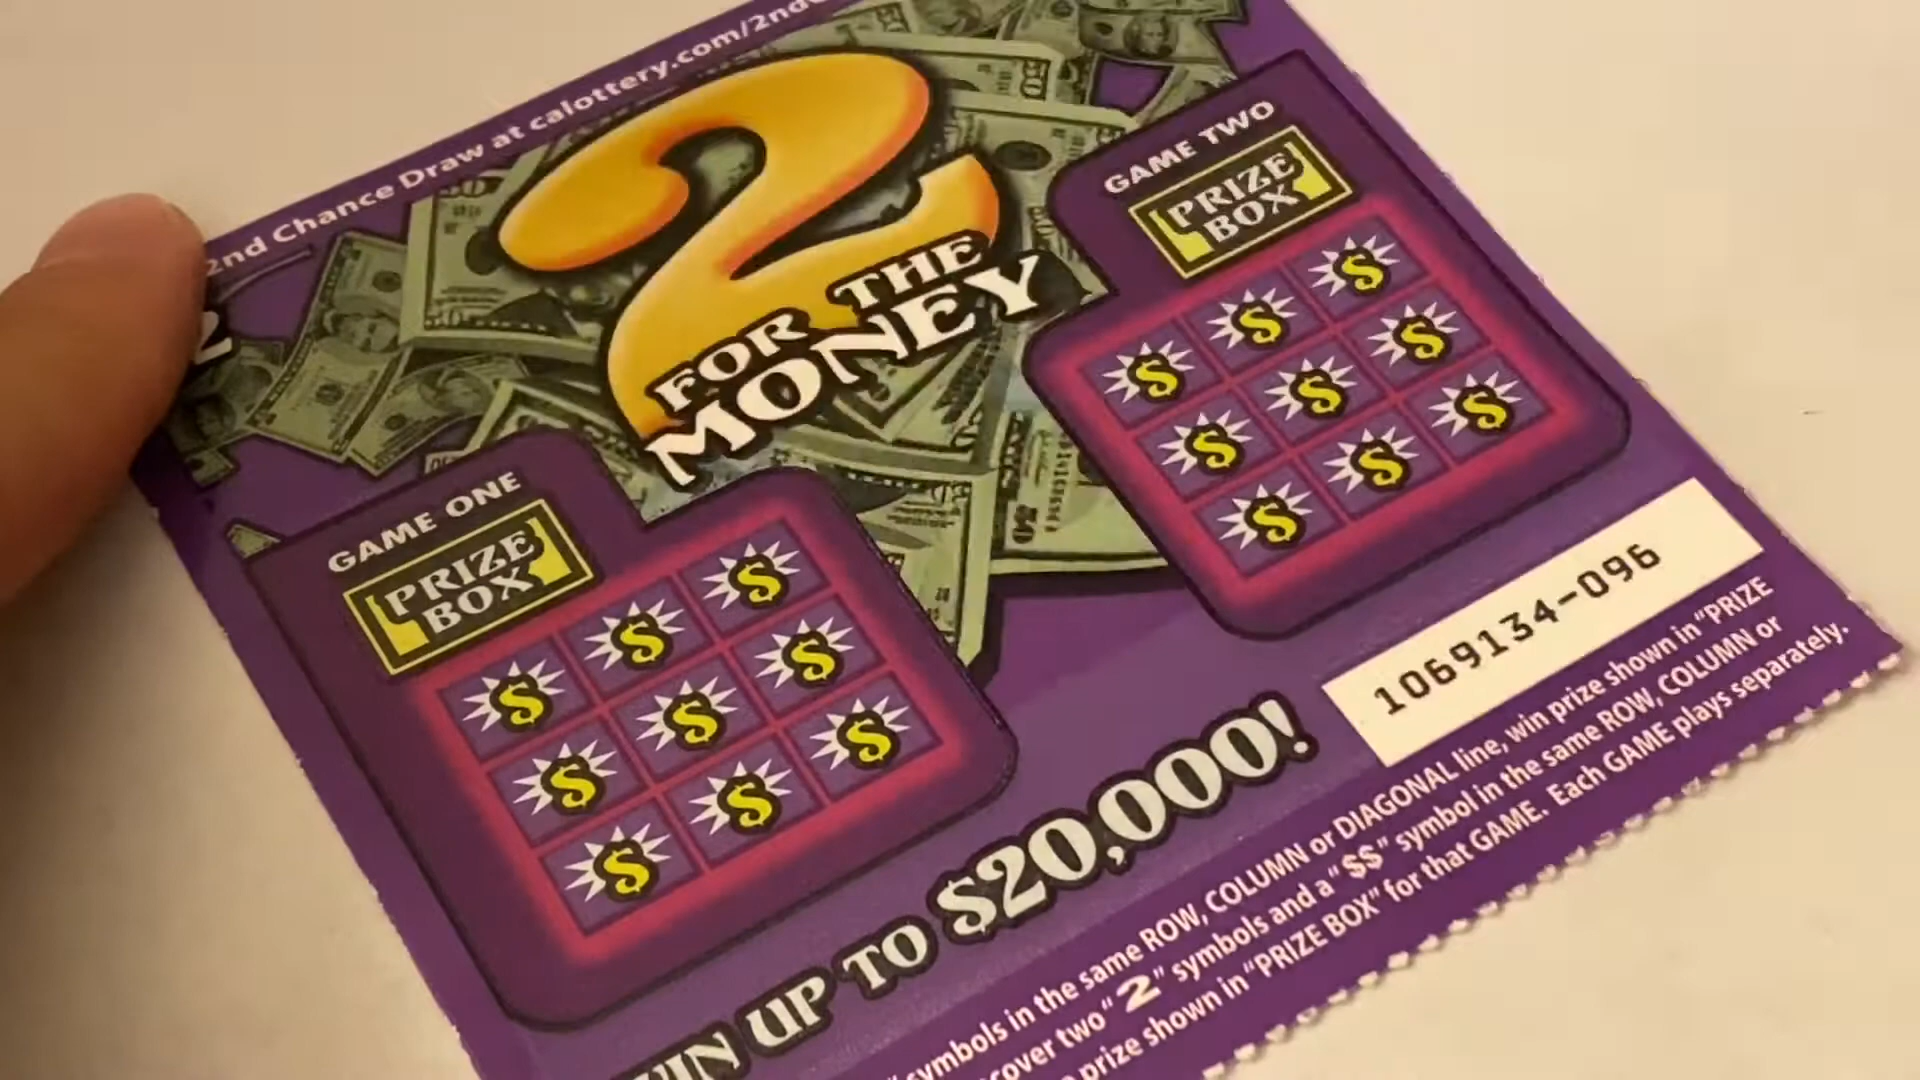 2nd Chance Draw at calottery.com/2nd
2
FOR THE
MONEY
GAME TWO
PRIZE
BOX
$ $ $
$ $ $
$ $ $
GAME ONE
PRIZE
BOX
$ $ $
$ $ $
$ $ $
1069134-096
WIN UP TO $20,000!
symbols in the same ROW, COLUMN or DIAGONAL line, win prize shown in "PRIZE
cover two "2" symbols and a "$$" symbol in the same ROW, COLUMN or
prize shown in "PRIZE BOX" for that GAME. Each GAME plays separately.